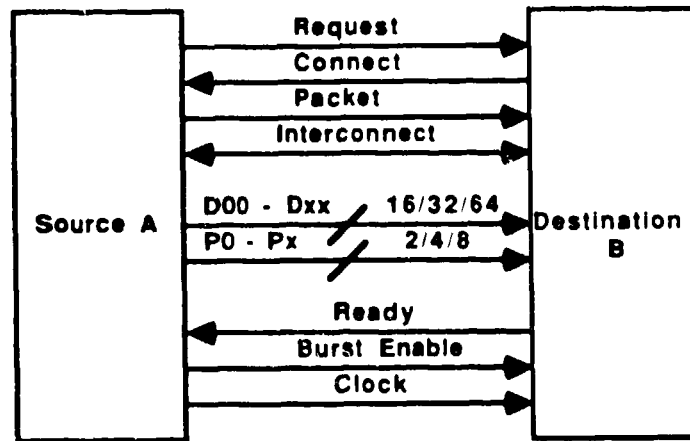 Request
Connect
Packet
Interconnect
D00 - Dxx 16/32/64
Source A
Destination
B
P0 - Px 2/4/8
Ready
Burst Enable
Clock